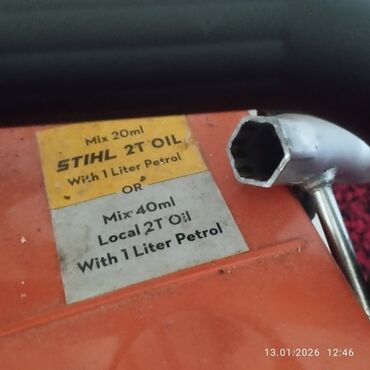 Mix 20ml
STIHL 2T OIL
With 1 Liter Petrol
OR
Mix 40ml
Local 2T Oil
With 1 Liter Petrol
13.01.2026 12:46